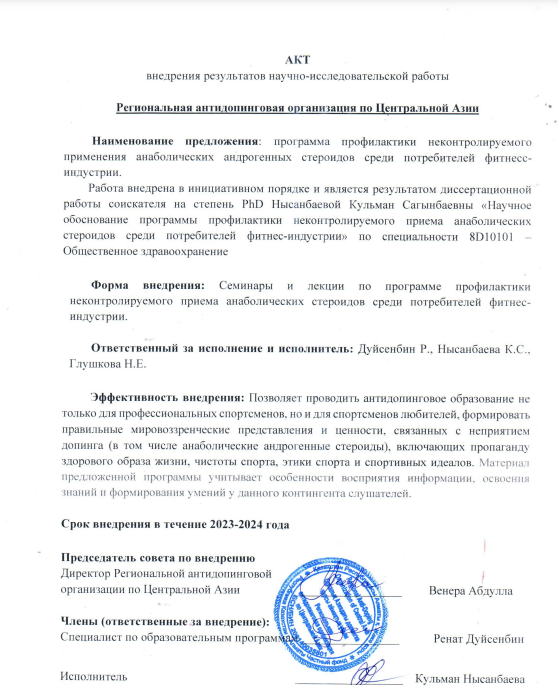 АКТ
внедрения результатов научно-исследовательской работы
Региональная антидопинговая организация по Центральной Азии
Наименование предложения: программа профилактики неконтролируемого
применения анаболических андрогенных стероидов среди потребителей фитнесс-
индустрии.
Работа внедрена в инициативном порядке и является результатом диссертационной
работы соискателя на степень PhD Нысанбаевой Кульман Сагынбаевны «Научное
обоснование программы профилактики неконтролируемого приема анаболических
стероидов среди потребителей фитнес-индустрии» по специальности 8D10101 –
Общественное здравоохранение
Форма внедрения: Семинары и лекции по программе профилактики
неконтролируемого приема анаболических стероидов среди потребителей фитнес-
индустрии.
Ответственный за исполнение и исполнитель: Дуйсенбин Р., Нысанбаева К.С.,
Глушкова Н.Е.
Эффективность внедрения: Позволяет проводить антидопинговое образование не
только для профессиональных спортсменов, но и для спортсменов любителей, формировать
правильные мировоззренческие представления и ценности, связанных с неприятием
допинга (в том числе анаболические андрогенные стероиды), включающих пропаганду
здорового образа жизни, чистоты спорта, этики спорта и спортивных идеалов. Материал
предложенной программы учитывает особенности восприятия информации, освоения
знаний и формирования умений у данного контингента слушателей.
Срок внедрения в течение 2023-2024 года
Председатель совета по внедрению
Директор Региональной антидопинговой
организации по Центральной Азии Венера Абдулла
Члены (ответственные за внедрение):
Специалист по образовательным программам Ренат Дуйсенбин
Исполнитель Кульман Нысанбаева